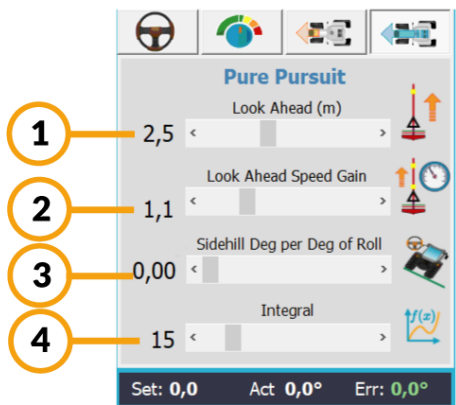 Pure Pursuit
Look Ahead (m)
1
2,5
Look Ahead Speed Gain
2
1,1
Sidehill Deg per Deg of Roll
3
0,00
Integral
f(x)
4
15
Set: 0,0 Act 0,0° Err: 0,0°